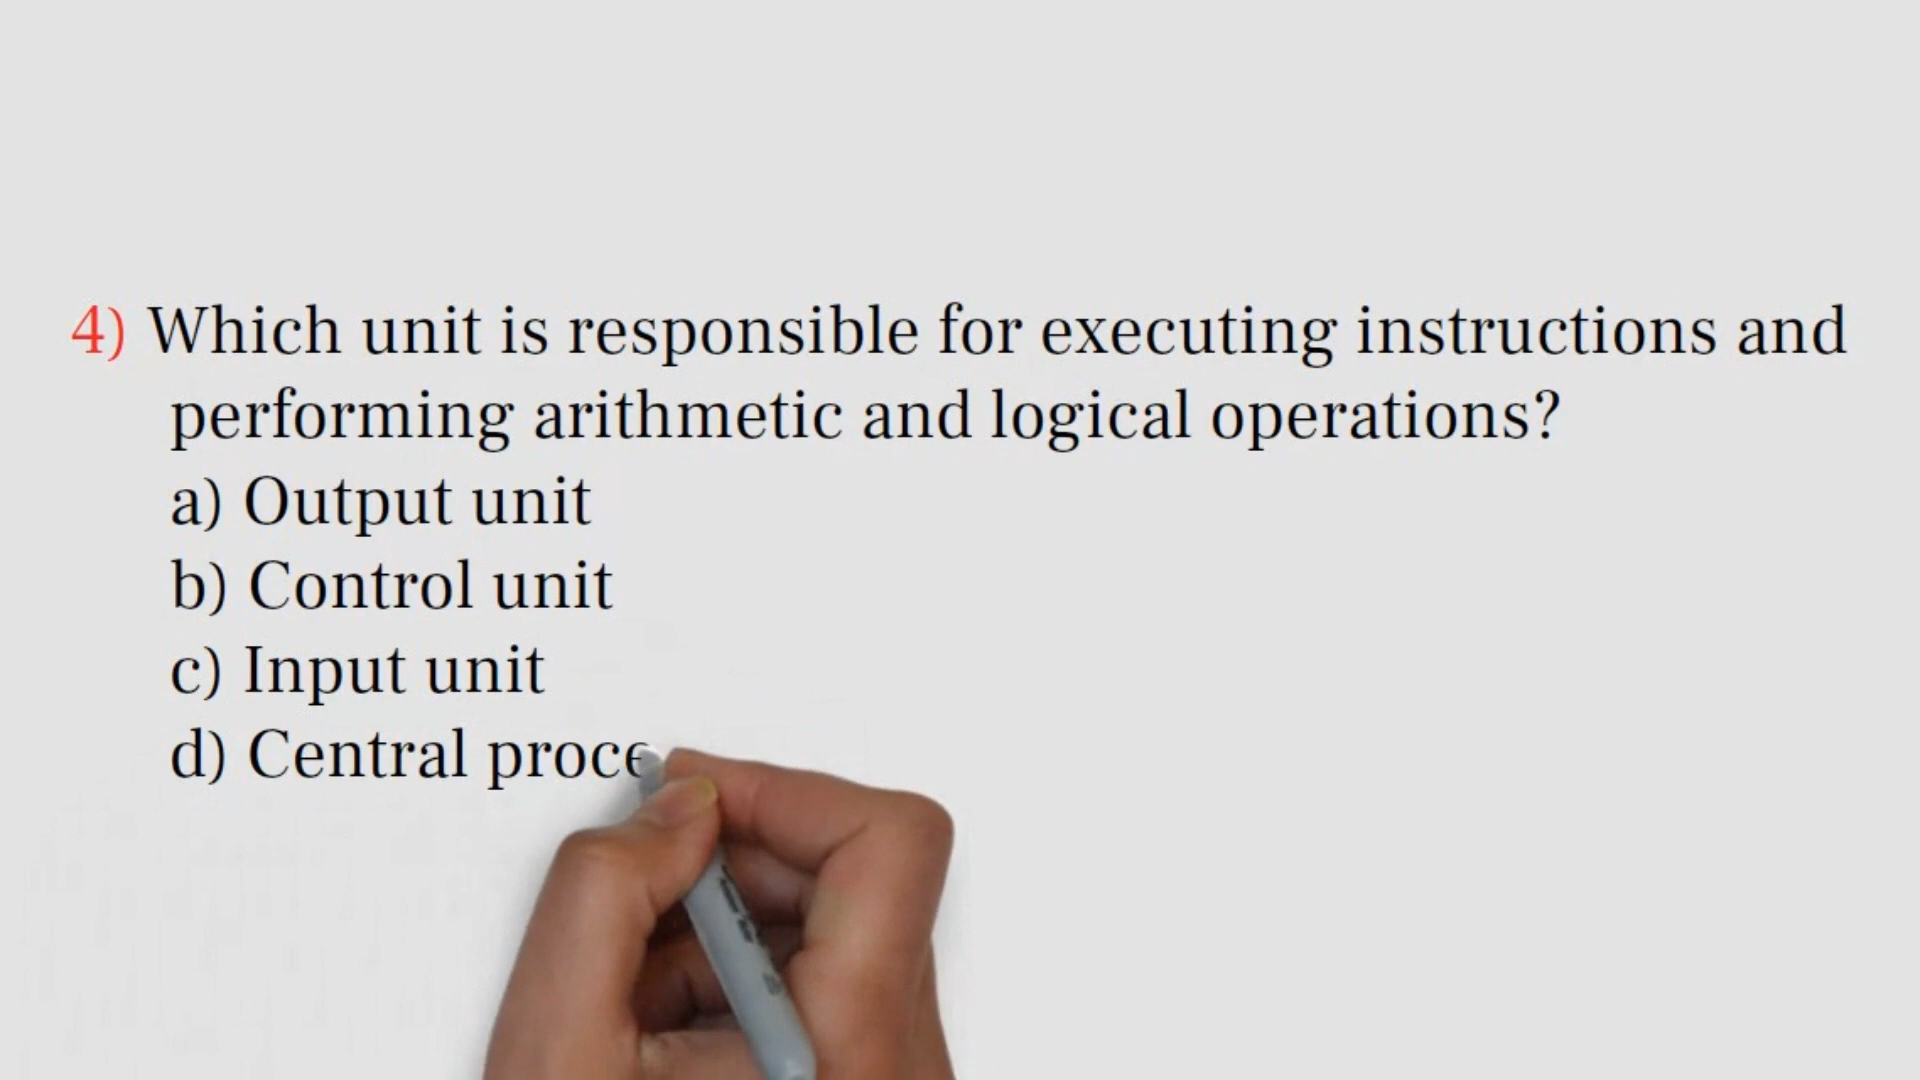 4) Which unit is responsible for executing instructions and
performing arithmetic and logical operations?
a) Output unit
b) Control unit
c) Input unit
d) Central proce